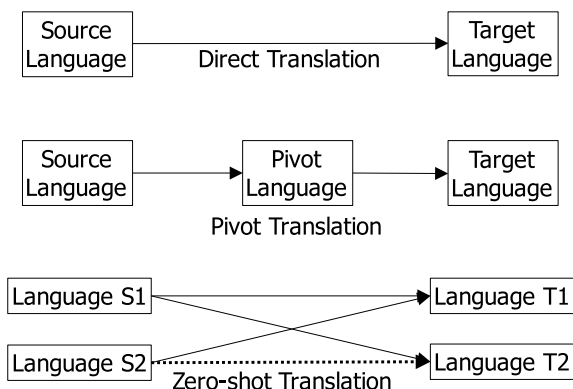 Source
Language
Direct Translation
Target
Language
Source
Language
Pivot
Language
Target
Language
Pivot Translation
Language S1
Language T1
Language S2
Language T2
Zero-shot Translation